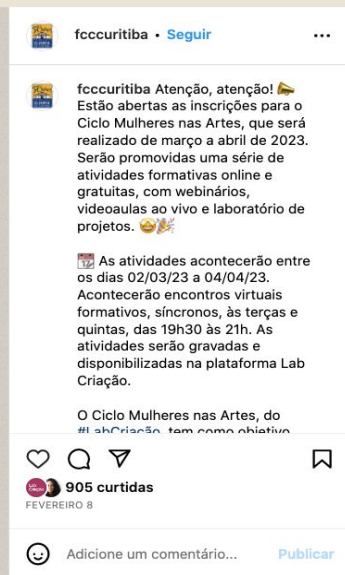 fcccuritiba • Seguir
fcccuritiba Atenção, atenção! 📣
Estão abertas as inscrições para o
Ciclo Mulheres nas Artes, que será
realizado de março a abril de 2023.
Serão promovidas uma série de
atividades formativas online e
gratuitas, com webinários,
videoaulas ao vivo e laboratório de
projetos. 🤩🎉
📆 As atividades acontecerão entre
os dias 02/03/23 a 04/04/23.
Acontecerão encontros virtuais
formativos, síncronos, às terças e
quintas, das 19h30 às 21h. As
atividades serão gravadas e
disponibilizadas na plataforma Lab
Criação.
O Ciclo Mulheres nas Artes, do
#LabCriação, tem como objetivo
905 curtidas
FEVEREIRO 8
Adicione um comentário... Publicar